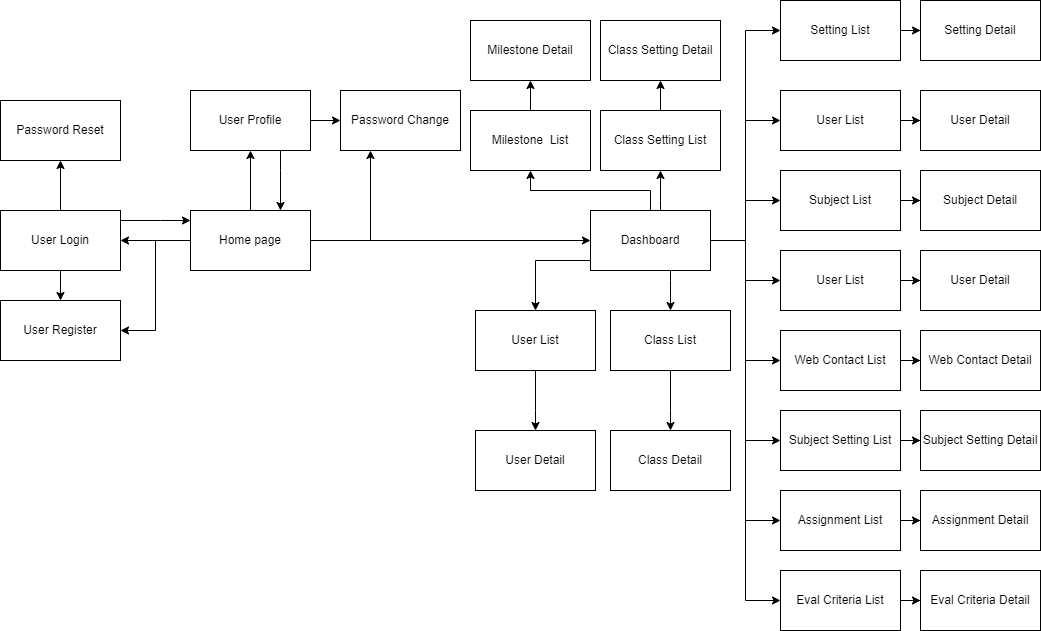 Setting List
Setting Detail
Milestone Detail
Class Setting Detail
Password Reset
User Profile
Password Change
Milestone List
Class Setting List
User List
User Detail
Subject List
Subject Detail
User Login
Home page
Dashboard
User List
User Detail
User Register
User List
Class List
Web Contact List
Web Contact Detail
Subject Setting List
Subject Setting Detail
User Detail
Class Detail
Assignment List
Assignment Detail
Eval Criteria List
Eval Criteria Detail